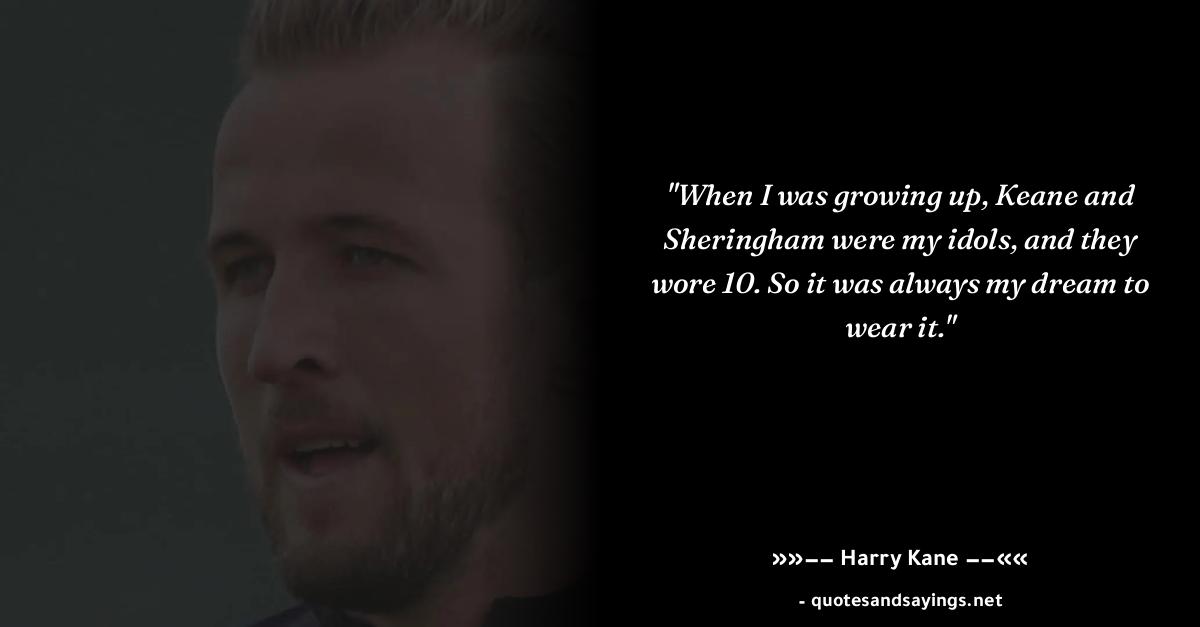 "When I was growing up, Keane and
Sheringham were my idols, and they
wore 10. So it was always my dream to
wear it."
»»−− Harry Kane −−««
- quotesandsayings.net